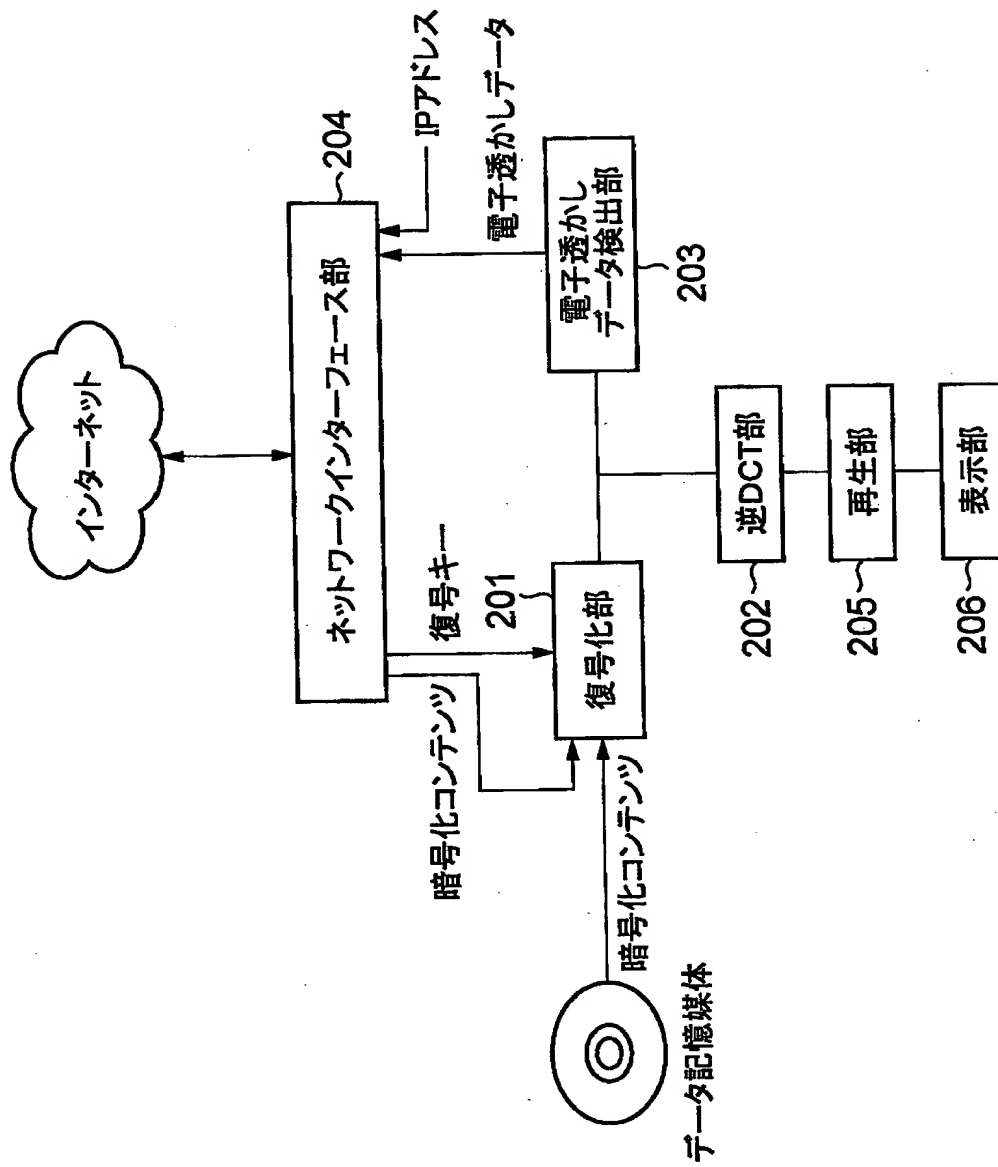 インターネット
ネットワークインターフェース部
204
IPアドレス
電子透かしデータ
電子透かし
データ検出部
203
復号キー
201
復号化部
暗号化コンテンツ
暗号化コンテンツ
データ記憶媒体
逆DCT部
202
再生部
205
表示部
206